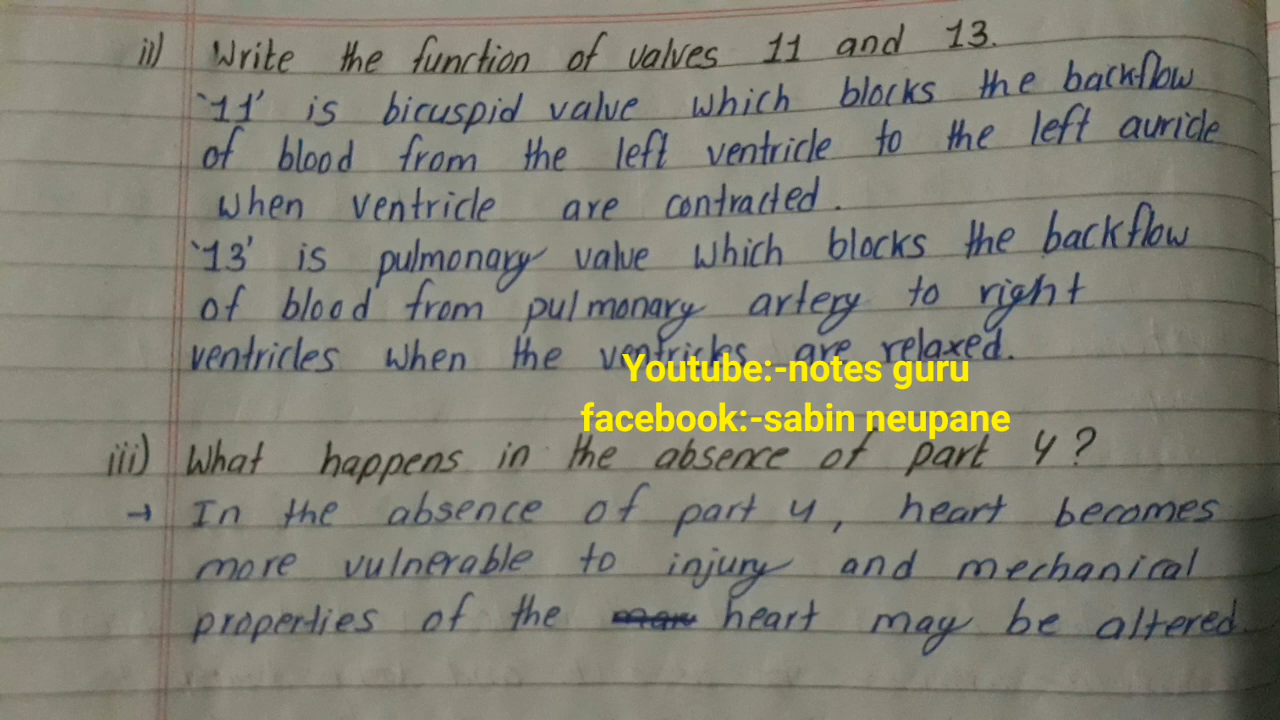 ii) Write the function of valves 11 and 13.
'11' is bicuspid valve which blocks the backflow
of blood from the left ventricle to the left auricle
when ventricle are contracted.
'13' is pulmonary valve which blocks the backflow
of blood from pulmonary artery to right
ventricles when the ventricles are relaxed.
Youtube:-notes guru
facebook:-sabin neupane
iii) What happens in the absence of part 4?
→ In the absence of part 4, heart becomes
more vulnerable to injury and mechanical
properties of the heart may be altered.